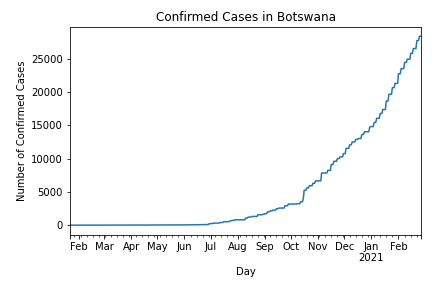 Confirmed Cases in Botswana
Number of Confirmed Cases
25000
20000
15000
10000
5000
0
Feb Mar Apr May Jun Jul Aug Sep Oct Nov Dec Jan Feb
2021
Day